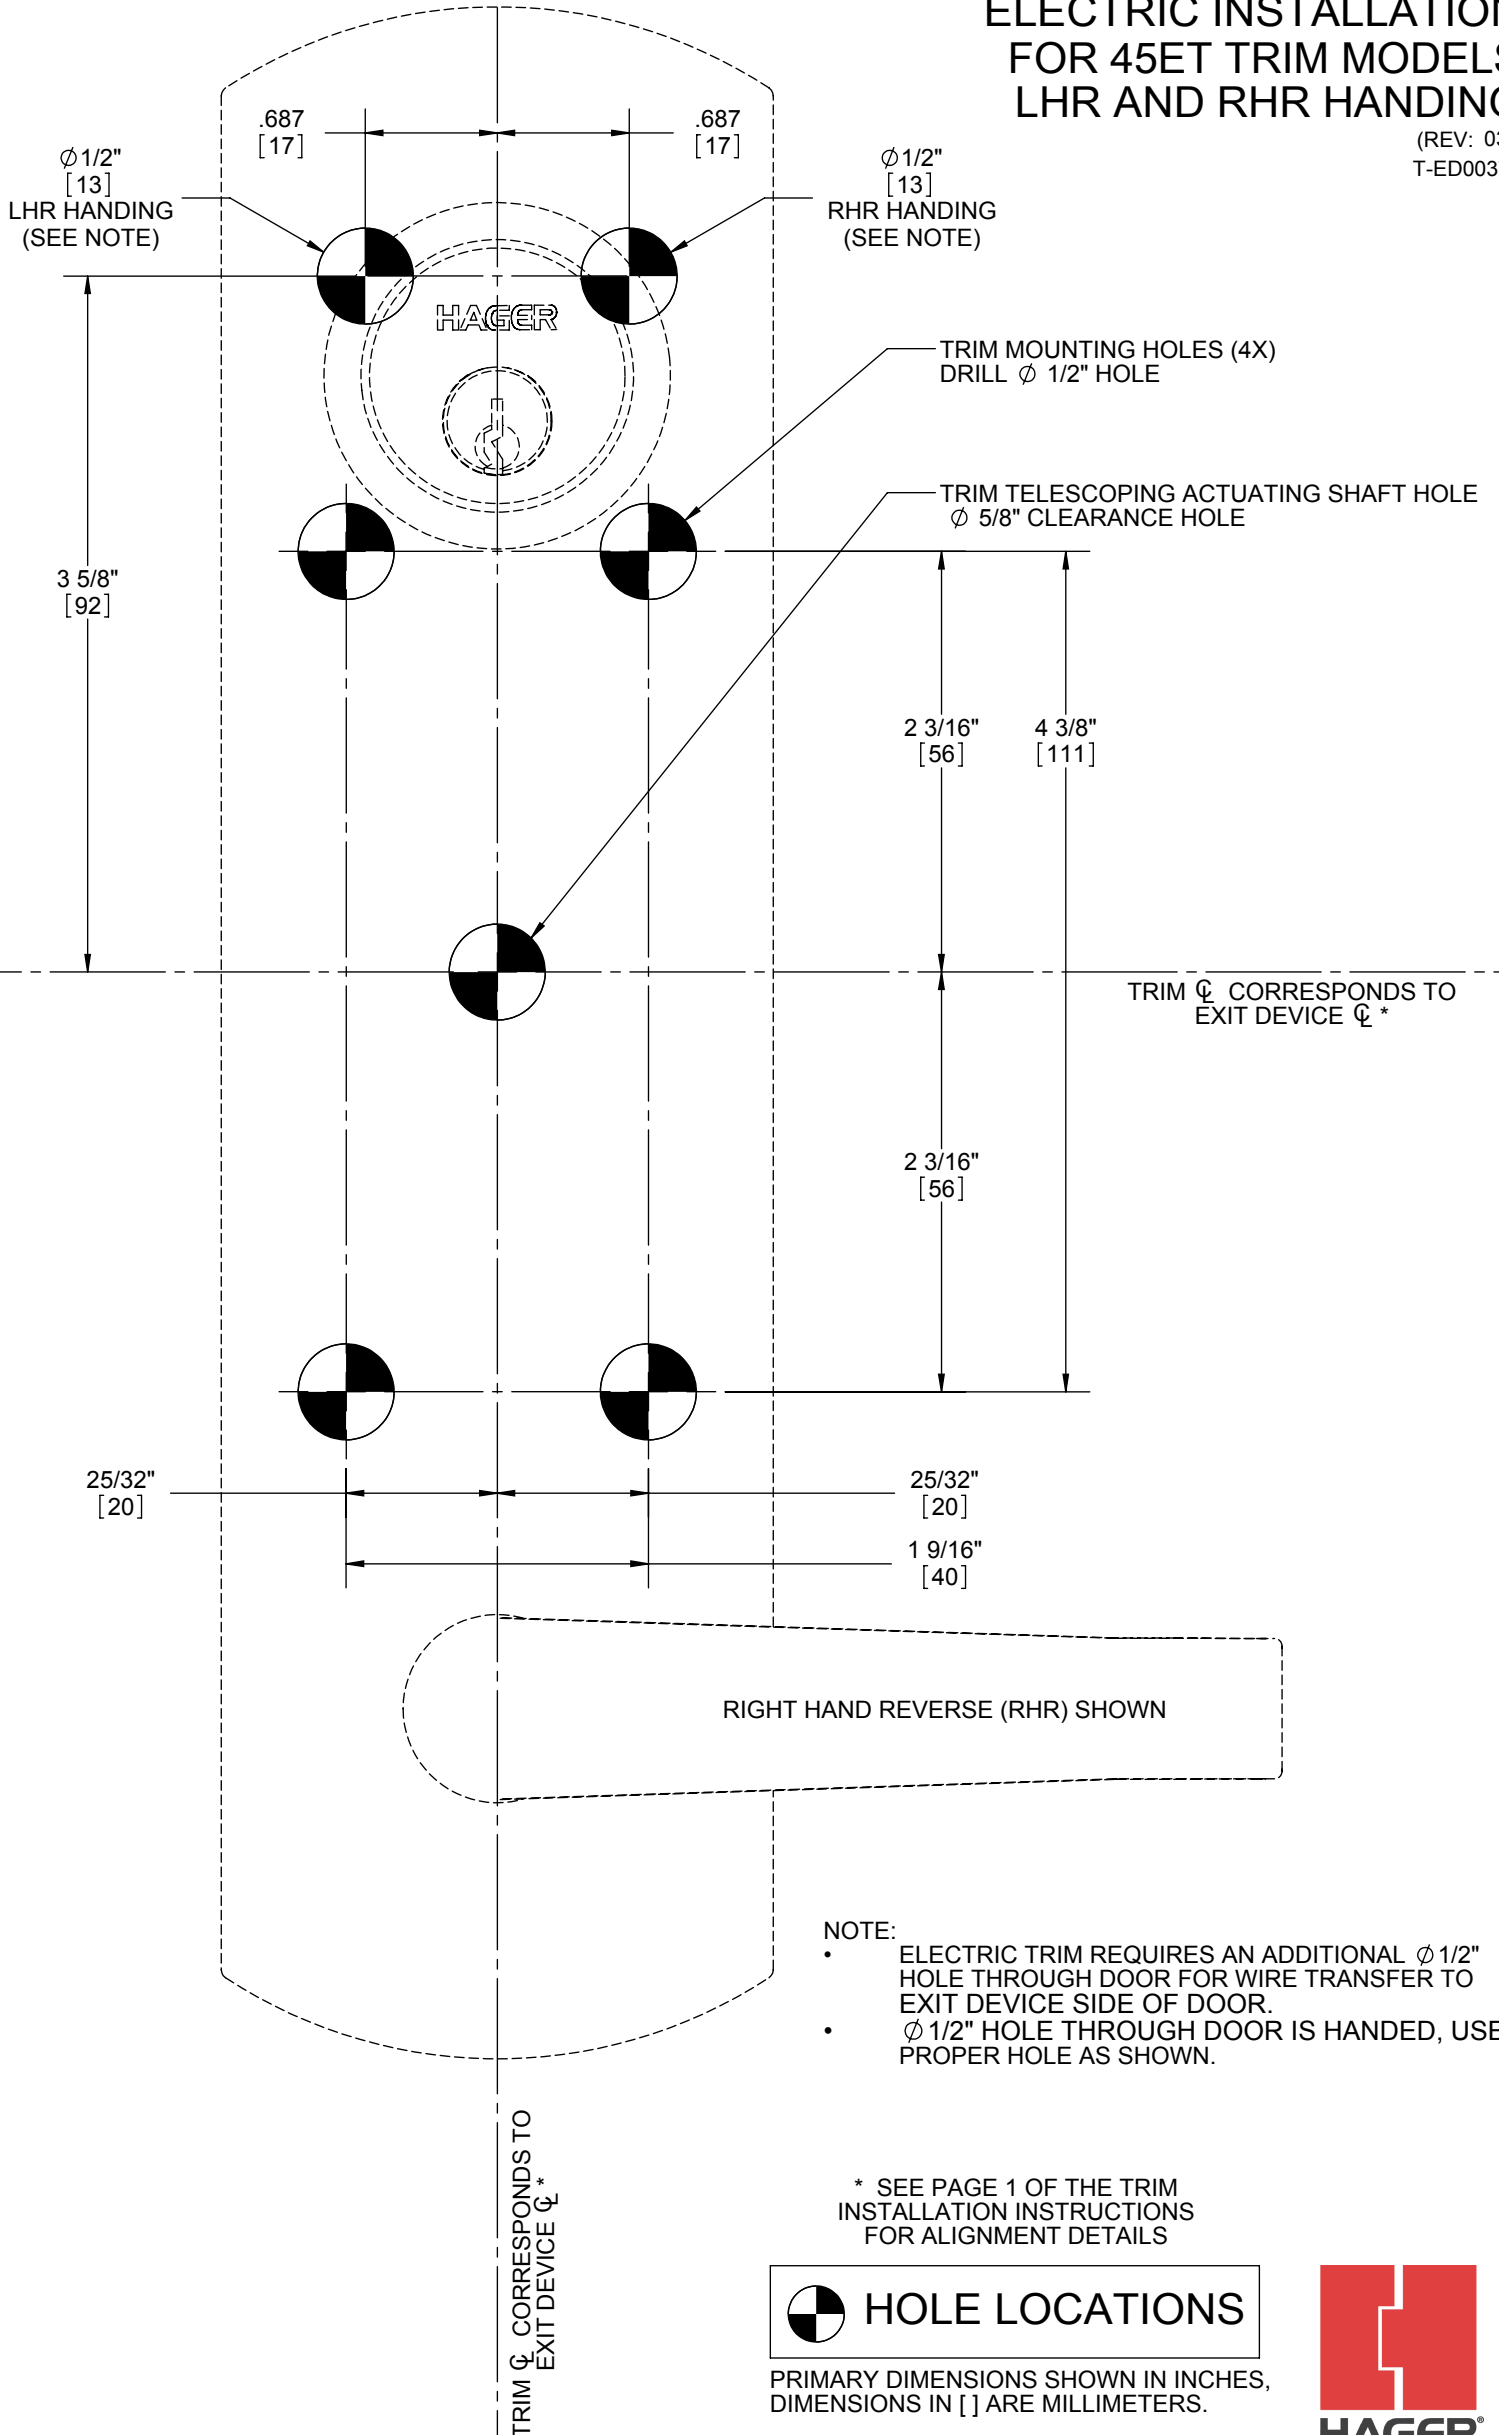 ELECTRIC INSTALLATION
FOR 45ET TRIM MODELS
LHR AND RHR HANDING
(REV: 03
T-ED003
.687
[17]
.687
[17]
∅1/2"
[13]
LHR HANDING
(SEE NOTE)
∅1/2"
[13]
RHR HANDING
(SEE NOTE)
HAGER
TRIM MOUNTING HOLES (4X)
DRILL ∅ 1/2" HOLE
TRIM TELESCOPING ACTUATING SHAFT HOLE
∅ 5/8" CLEARANCE HOLE
3 5/8"
[92]
2 3/16"
[56]
4 3/8"
[111]
TRIM ℄ CORRESPONDS TO
EXIT DEVICE ℄ *
2 3/16"
[56]
25/32"
[20]
25/32"
[20]
1 9/16"
[40]
RIGHT HAND REVERSE (RHR) SHOWN
NOTE:
• ELECTRIC TRIM REQUIRES AN ADDITIONAL ∅1/2"
HOLE THROUGH DOOR FOR WIRE TRANSFER TO
EXIT DEVICE SIDE OF DOOR.
• ∅1/2" HOLE THROUGH DOOR IS HANDED, USE
PROPER HOLE AS SHOWN.
TRIM ℄ CORRESPONDS TO
EXIT DEVICE ℄ *
* SEE PAGE 1 OF THE TRIM
INSTALLATION INSTRUCTIONS
FOR ALIGNMENT DETAILS
HOLE LOCATIONS
PRIMARY DIMENSIONS SHOWN IN INCHES,
DIMENSIONS IN [ ] ARE MILLIMETERS.
HAGER®